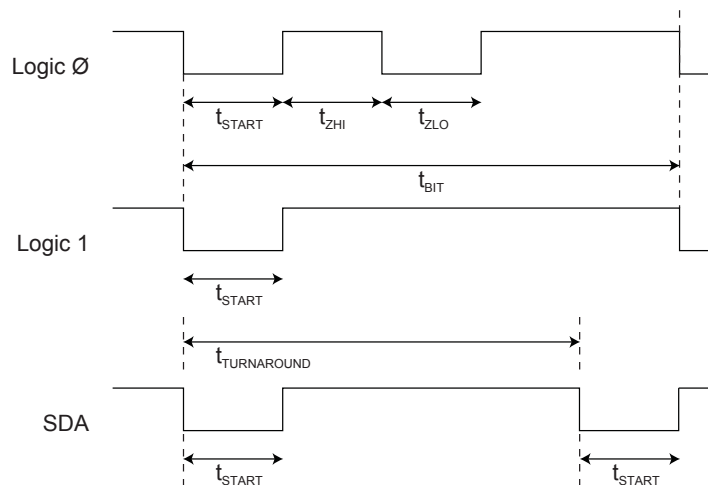 Logic Ø
tSTART tZHI tZLO
tBIT
Logic 1
tSTART
tTURNAROUND
SDA
tSTART tSTART